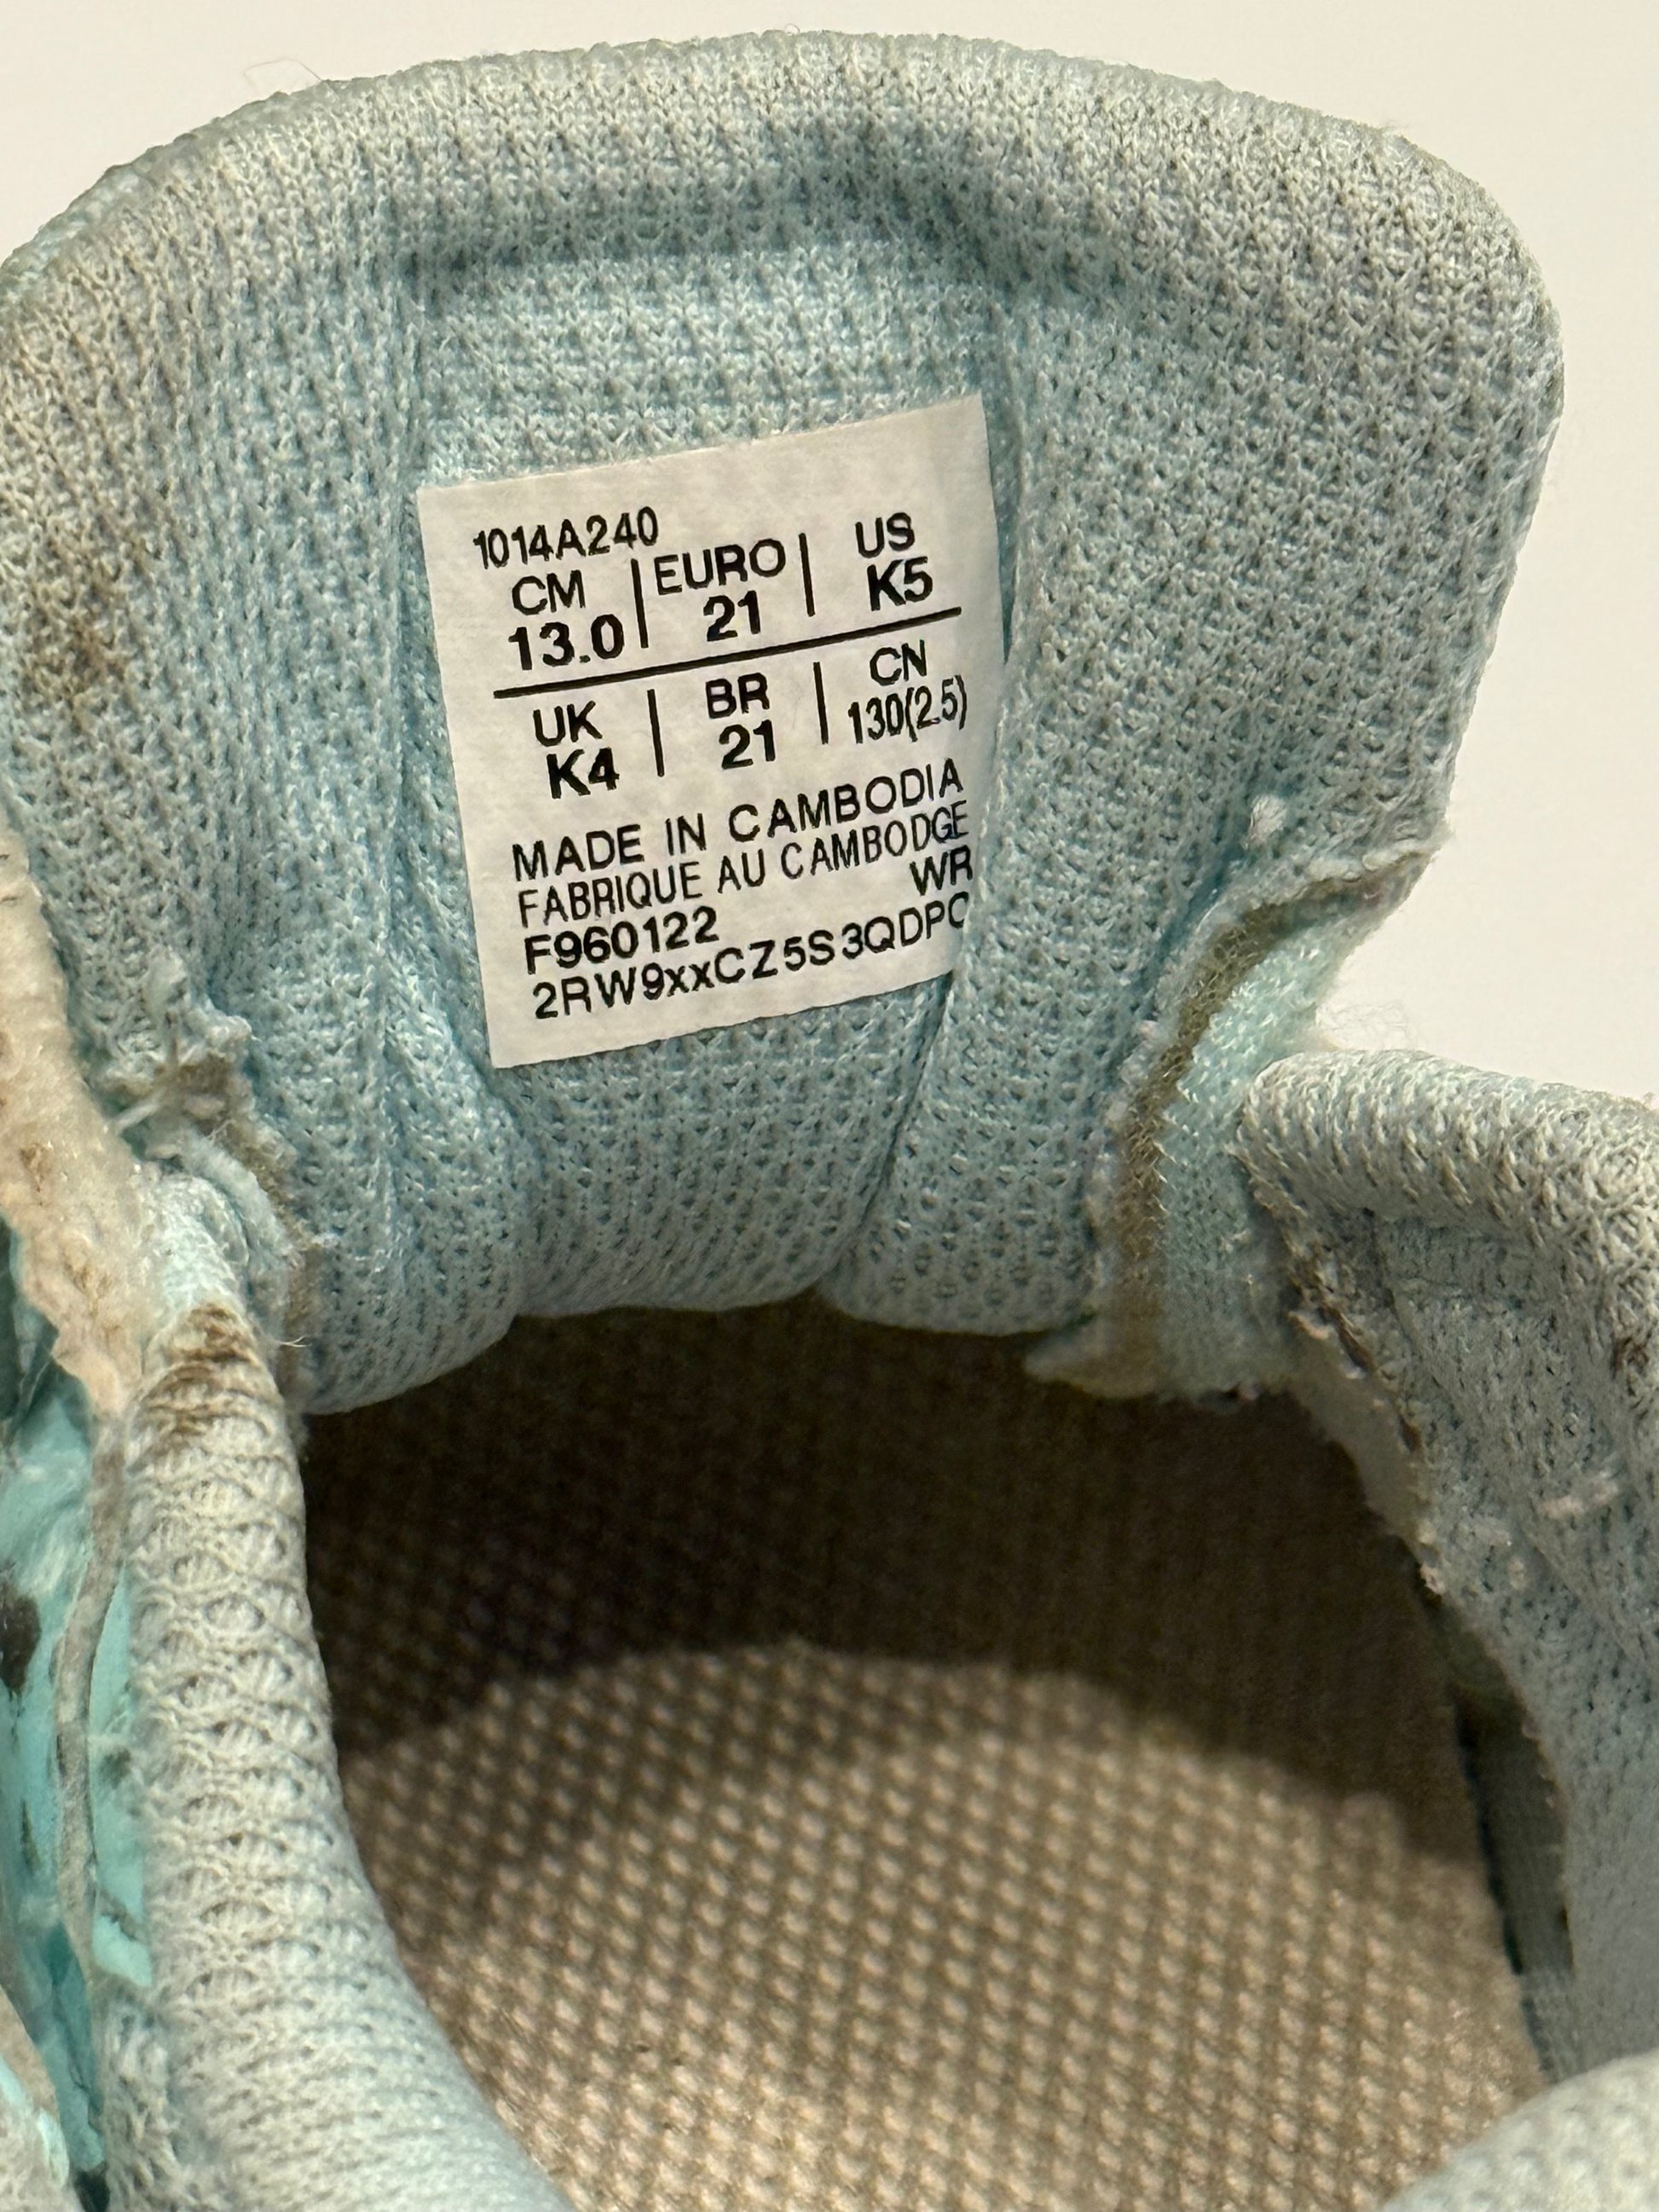 1014A240
CM | EURO | US
13.0 | 21 | K5
UK | BR | CN
K4 | 21 | 130(2.5)
MADE IN CAMBODIA
FABRIQUE AU CAMBODGE
F960122 WR
2RW9xxCZ5S3QDPC